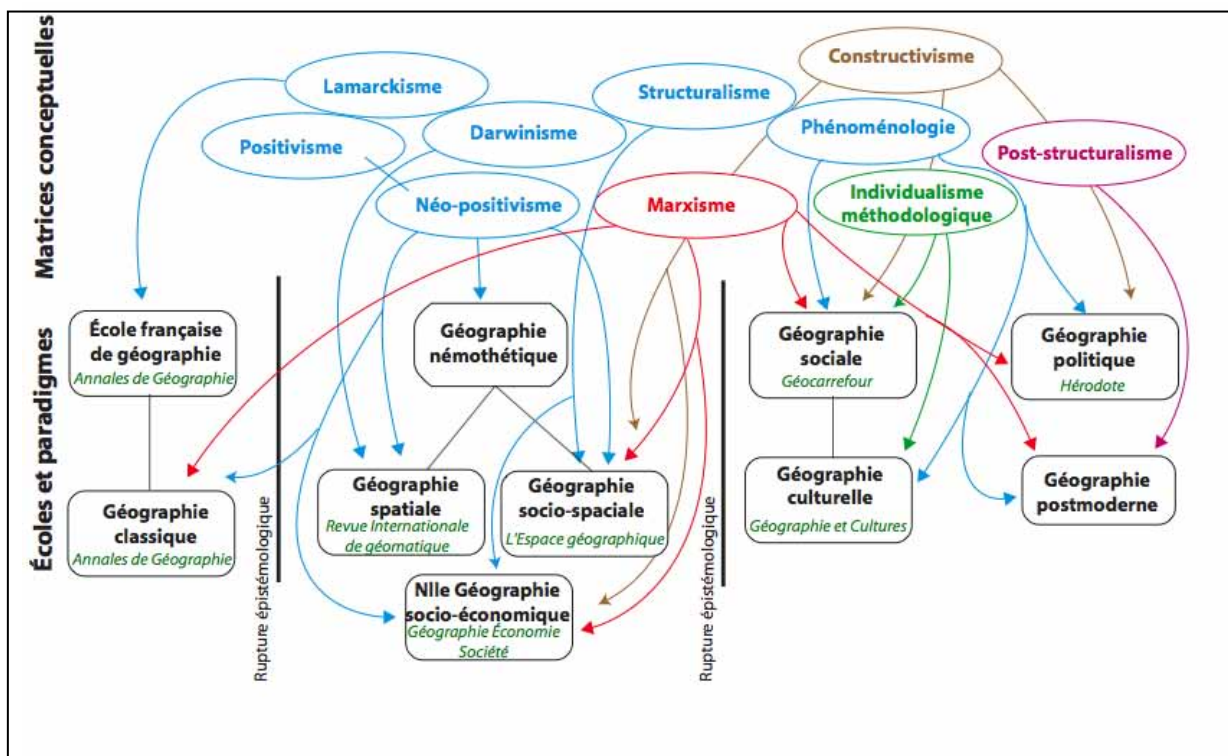 Matrices conceptuelles
Constructivisme
Lamarckisme
Structuralisme
Positivisme
Darwinisme
Phénoménologie
Post-structuralisme
Néo-positivisme
Marxisme
Individualisme
méthodologique
Écoles et paradigmes
École française
de géographie
Annales de Géographie
Géographie
némothétique
Géographie
sociale
Géocarrefour
Géographie
politique
Hérodote
Géographie
classique
Annales de Géographie
Rupture épistémologique
Géographie
spatiale
Revue Internationale
de géomatique
Géographie
socio-spaciale
L'Espace géographique
Nlle Géographie
socio-économique
Géographie Économie
Société
Rupture épistémologique
Géographie
culturelle
Géographie et Cultures
Géographie
postmoderne